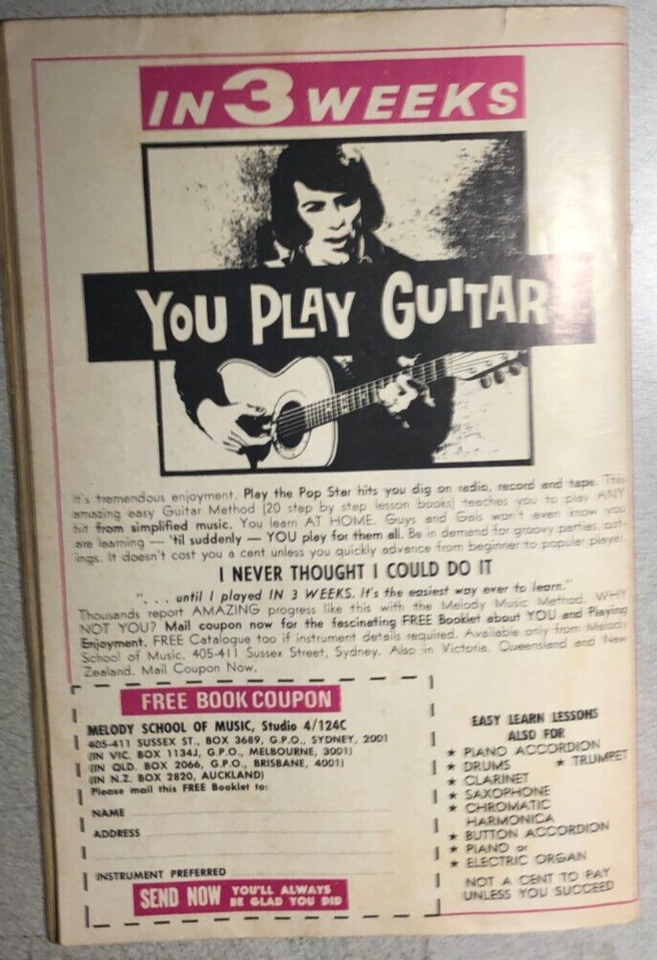 IN 3 WEEKS
YOU PLAY GUITAR
It's tremendous enjoyment. Play the Pop Star hits you dig on radio, record and tape. This
amazing easy Guitar Method (20 step by step lesson books) teaches you to play ANY
hit from simplified music. You learn AT HOME. Guys and Gals won't even know you
are learning — 'til suddenly — YOU play for them all. Be in demand for groovy parties, out-
ings. It doesn't cost you a cent unless you quickly advance from beginner to popular player.
I NEVER THOUGHT I COULD DO IT
". . . until I played IN 3 WEEKS. It's the easiest way ever to learn."
Thousands report AMAZING progress like this with the Melody Music Method. WHY
NOT YOU? Mail coupon now for the fascinating FREE Booklet about YOU and Playing
Enjoyment. FREE Catalogue too if instrument details required. Available only from Melody
School of Music, 405-411 Sussex Street, Sydney. Also in Victoria, Queensland and New
Zealand. Mail Coupon Now.
FREE BOOK COUPON
MELODY SCHOOL OF MUSIC, Studio 4/124C
405-411 SUSSEX ST., BOX 3689, G.P.O., SYDNEY, 2001
(IN VIC. BOX 1134J, G.P.O., MELBOURNE, 3001)
(IN QLD. BOX 2066, G.P.O., BRISBANE, 4001)
(IN N.Z. BOX 2820, AUCKLAND)
Please mail this FREE Booklet to:
NAME
ADDRESS
INSTRUMENT PREFERRED
SEND NOW YOU'LL ALWAYS
BE GLAD YOU DID
EASY LEARN LESSONS
ALSO FOR
★ PIANO ACCORDION
★ DRUMS ★ TRUMPET
★ CLARINET
★ SAXOPHONE
★ CHROMATIC
HARMONICA
★ BUTTON ACCORDION
★ PIANO or
★ ELECTRIC ORGAN
NOT A CENT TO PAY
UNLESS YOU SUCCEED